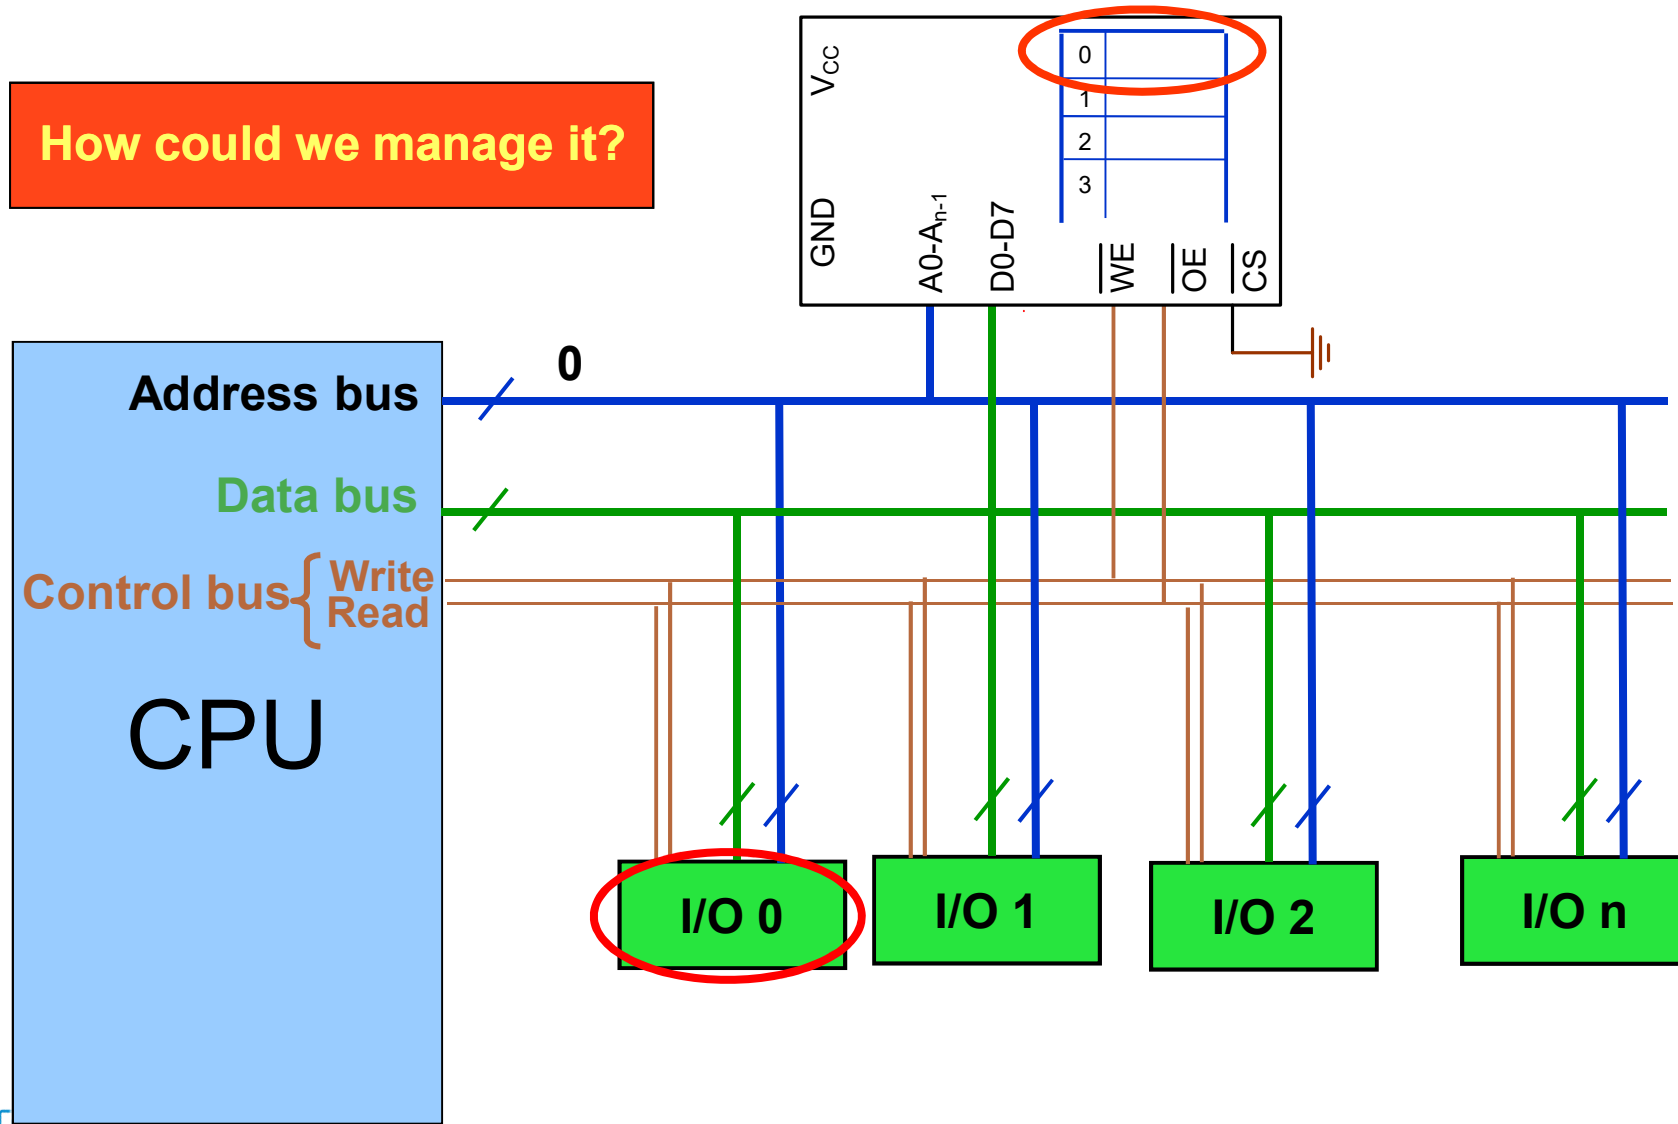 How could we manage it?
VCC
GND
A0-An-1
D0-D7
0
1
2
3
WE
OE
CS
0
Address bus
Data bus
Control bus { Write
Read
CPU
I/O 0
I/O 1
I/O 2
I/O n